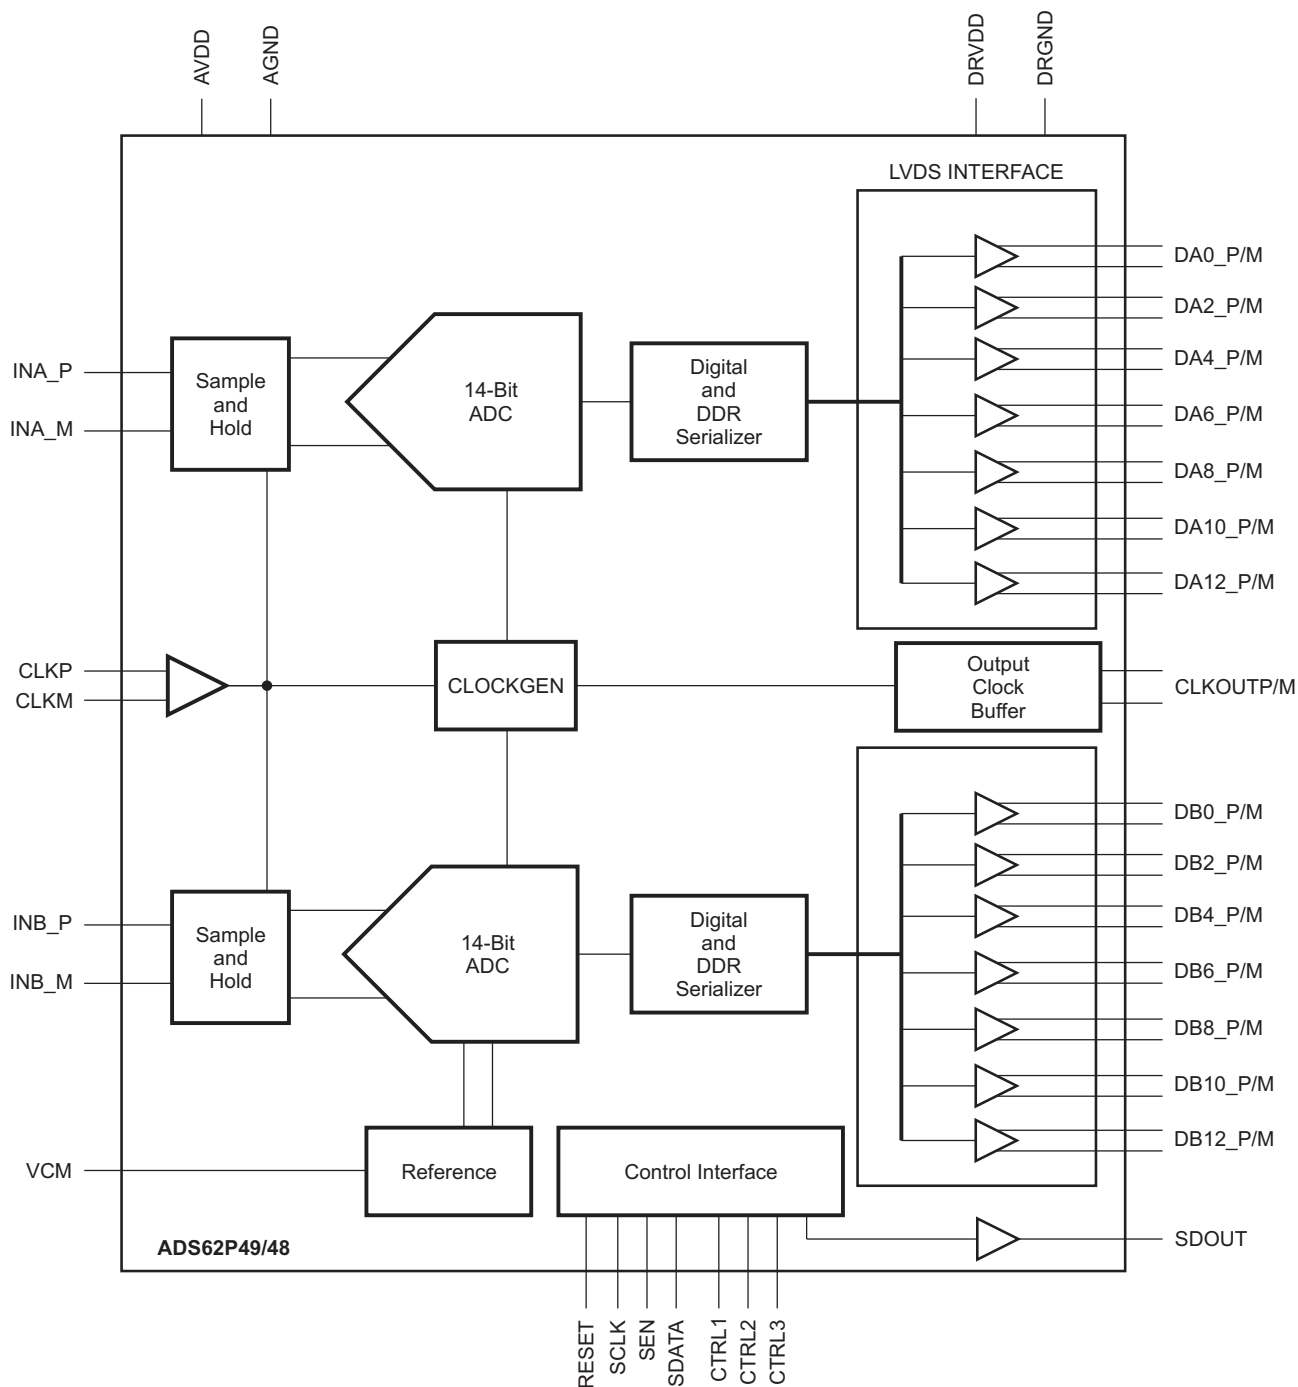 AVDD
AGND
DRVDD
DRGND
LVDS INTERFACE
DA0_P/M
DA2_P/M
DA4_P/M
DA6_P/M
DA8_P/M
DA10_P/M
DA12_P/M
INA_P
INA_M
Sample
and
Hold
14-Bit
ADC
Digital
and
DDR
Serializer
CLKP
CLKM
CLOCKGEN
Output
Clock
Buffer
CLKOUTP/M
DB0_P/M
DB2_P/M
DB4_P/M
DB6_P/M
DB8_P/M
DB10_P/M
DB12_P/M
INB_P
INB_M
Sample
and
Hold
14-Bit
ADC
Digital
and
DDR
Serializer
VCM
Reference
Control Interface
ADS62P49/48
SDOUT
RESET
SCLK
SEN
SDATA
CTRL1
CTRL2
CTRL3